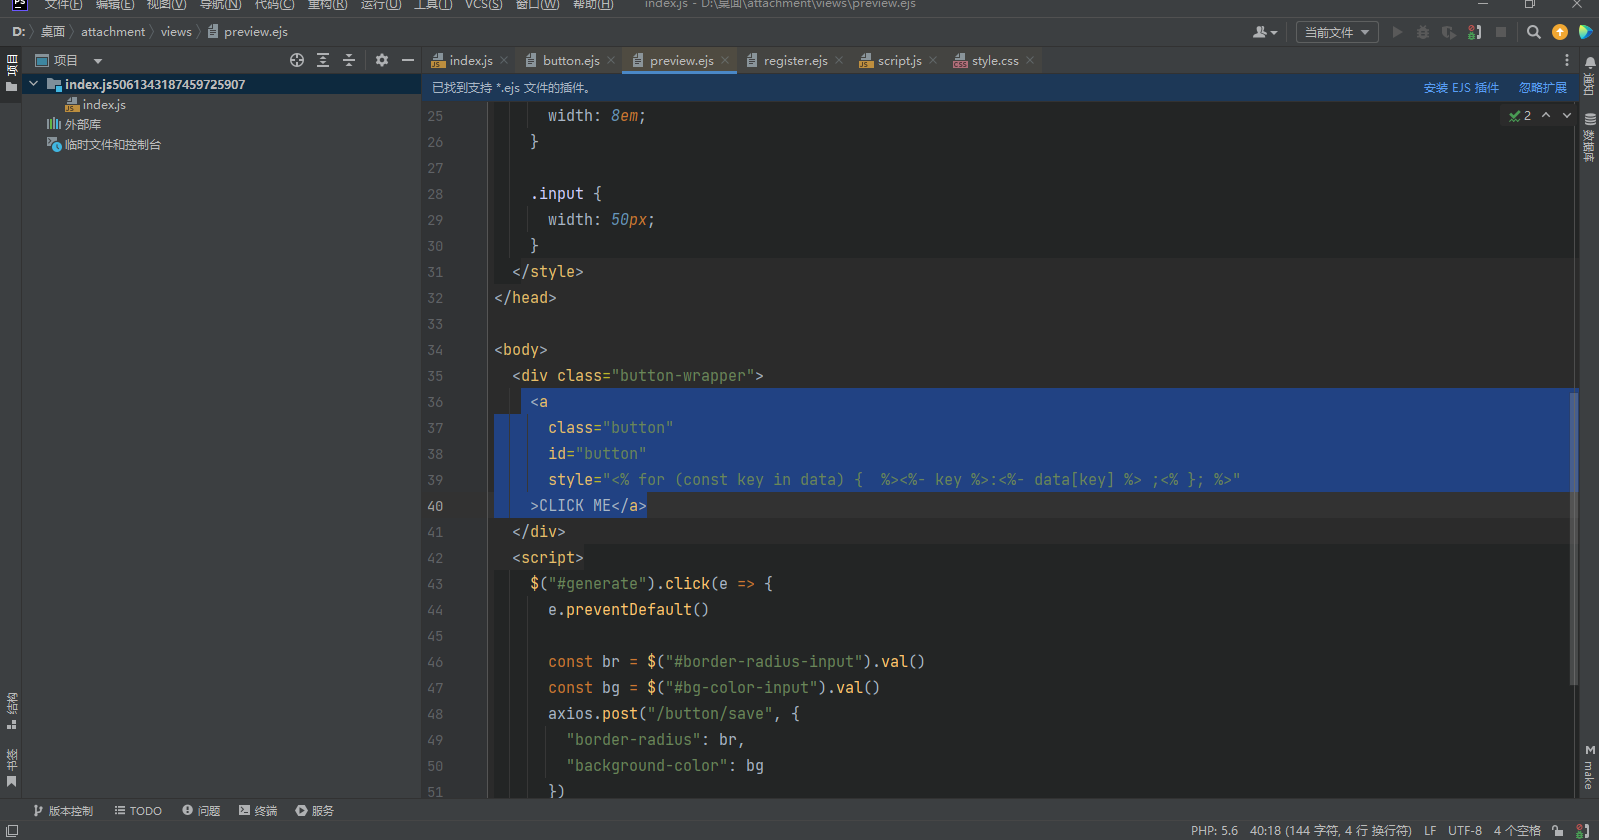 文件(F) 编辑(E) 视图(V) 导航(N) 代码(C) 重构(R) 运行(U) 工具(T) VCS(S) 窗口(W) 帮助(H) index.js - D:\桌面\attachment\views\preview.ejs
D: 桌面 attachment views preview.ejs 当前文件
项目 index.js button.ejs preview.ejs register.ejs script.js style.css
项目
通知
数据库
index.js5061343187459725907
index.js
外部库
临时文件和控制台
已找到支持 *.ejs 文件的插件。 安装 EJS 插件 忽略扩展
2
25 width: 8em;
26 }
27
28 .input {
29 width: 50px;
30 }
31 </style>
32 </head>
33
34 <body>
35 <div class="button-wrapper">
36 <a
37 class="button"
38 id="button"
39 style="<% for (const key in data) {  %><%- key %>:<%- data[key] %> ;<% }; %>"
40 >CLICK ME</a>
41 </div>
42 <script>
43 $("#generate").click(e => {
44 e.preventDefault()
45
46 const br = $("#border-radius-input").val()
47 const bg = $("#bg-color-input").val()
48 axios.post("/button/save", {
49 "border-radius": br,
50 "background-color": bg
51 })
结构
书签
make
版本控制 TODO 问题 终端 服务
PHP: 5.6 40:18 (144 字符, 4 行 换行符) LF UTF-8 4 个空格